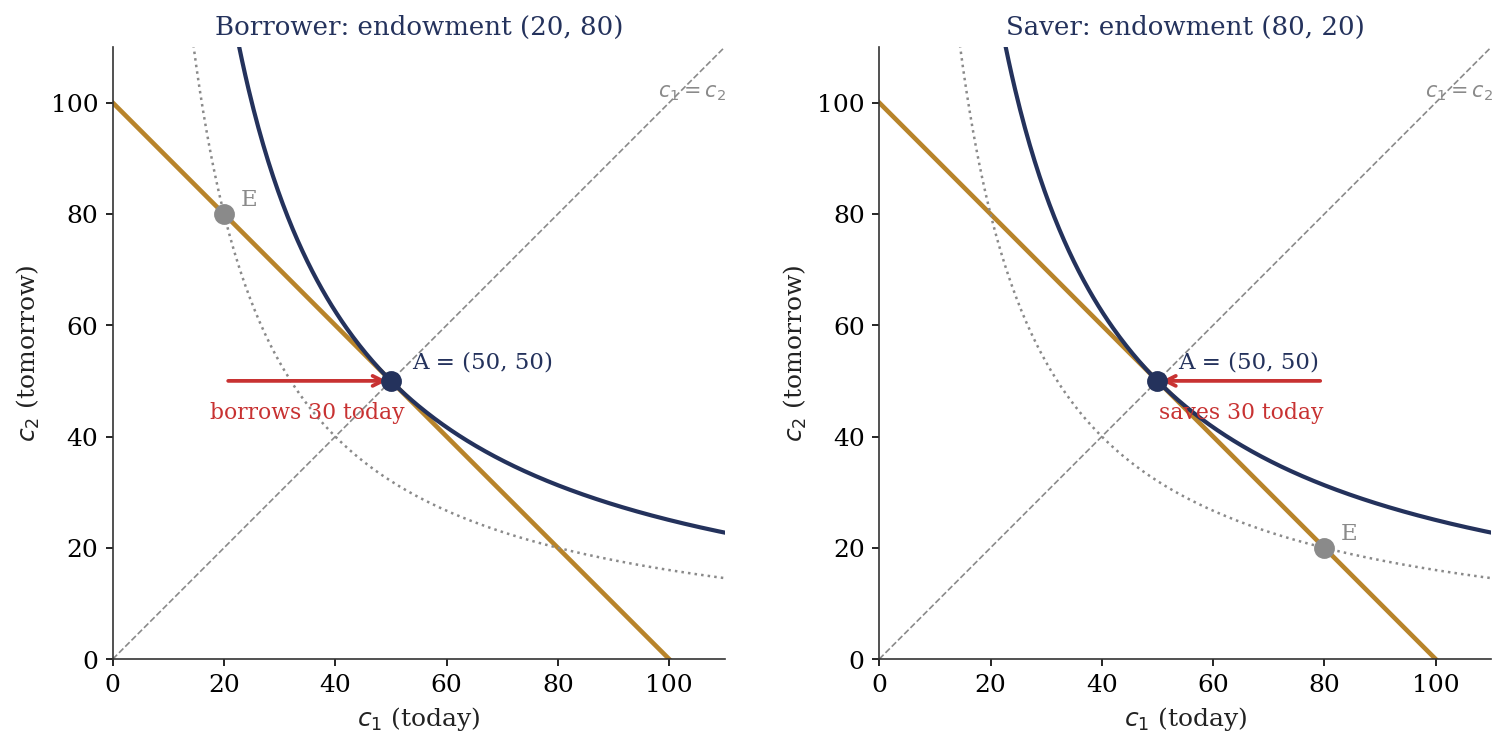 Borrower: endowment (20, 80)
c₁ = c₂
100
E
80
60
A = (50, 50)
borrows 30 today
40
20
0
0 20 40 60 80 100
c₂ (tomorrow)
c₁ (today)
Saver: endowment (80, 20)
c₁ = c₂
100
80
60
A = (50, 50)
saves 30 today
40
E
20
0
0 20 40 60 80 100
c₂ (tomorrow)
c₁ (today)